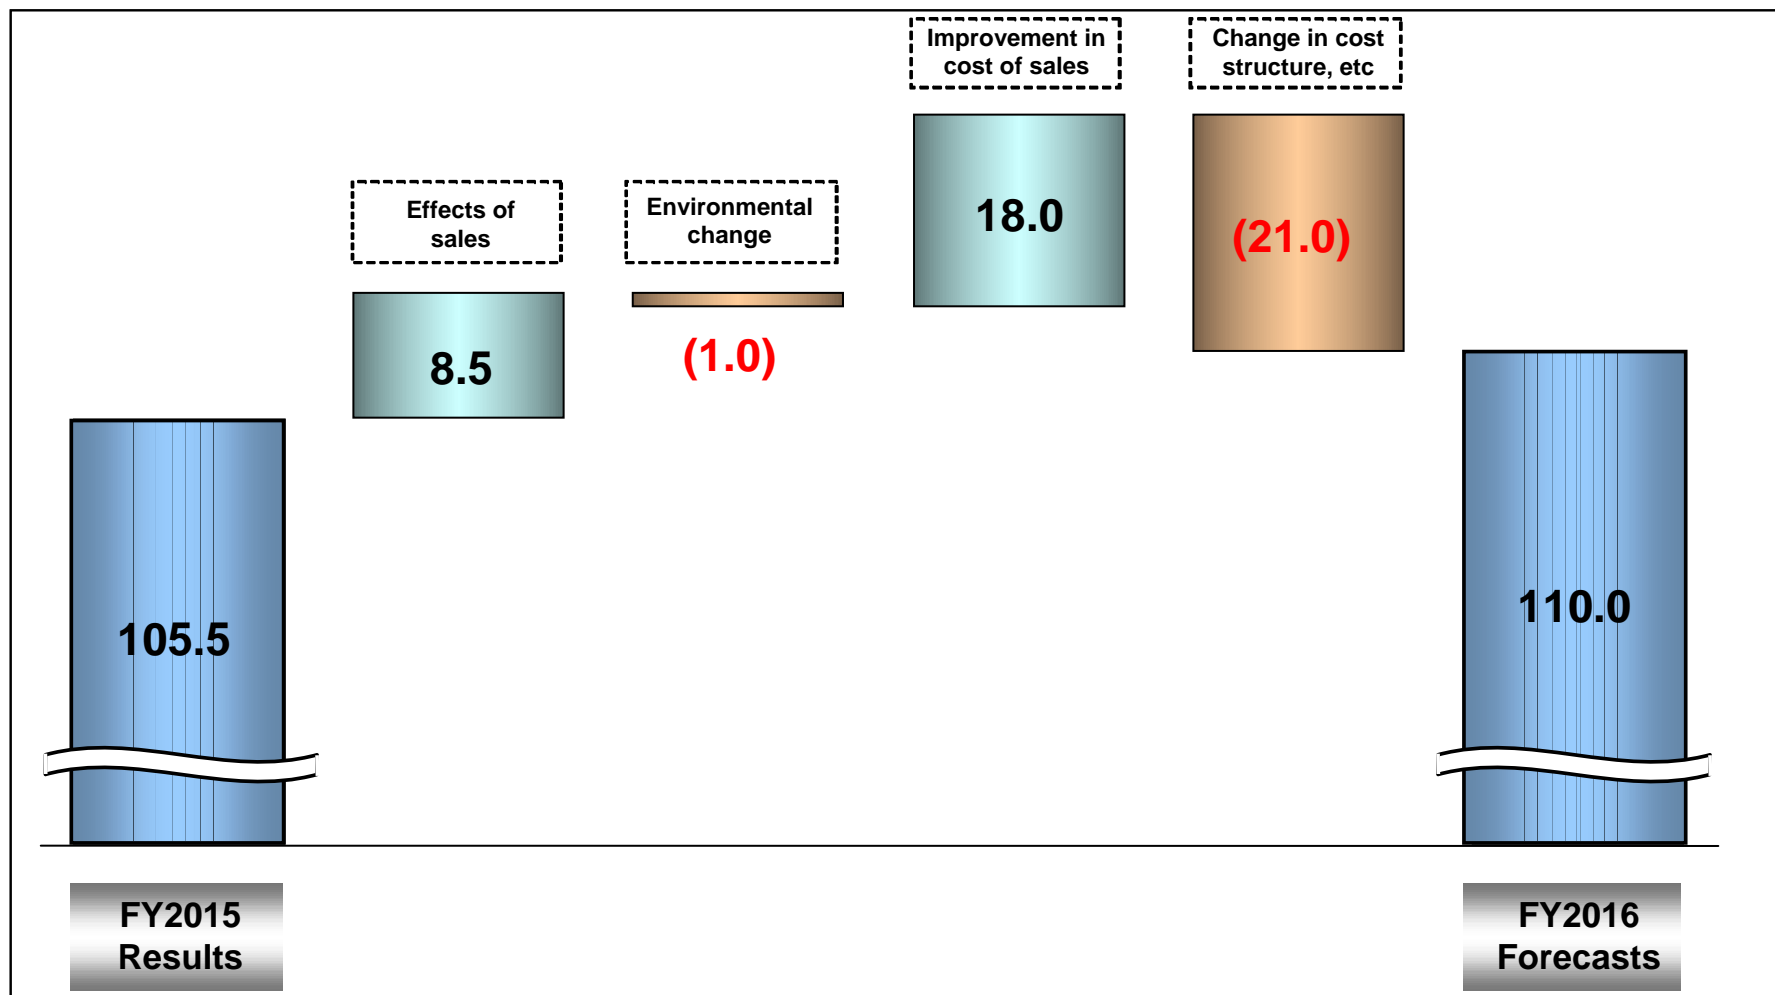 Improvement in
cost of sales
Change in cost
structure, etc
Effects of
sales
Environmental
change
18.0
(21.0)
8.5
(1.0)
105.5
110.0
FY2015
Results
FY2016
Forecasts